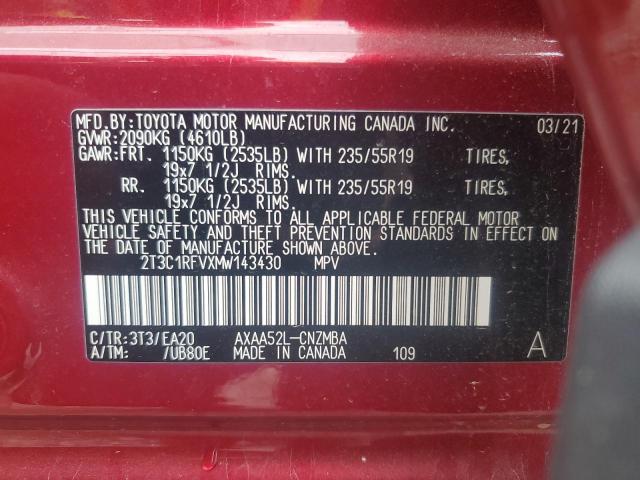 MFD.BY:TOYOTA MOTOR MANUFACTURING CANADA INC. 03/21
GVWR:2090KG (4610LB)
GAWR:FRT. 1150KG (2535LB) WITH 235/55R19 TIRES,
19x7 1/2J RIMS.
RR. 1150KG (2535LB) WITH 235/55R19 TIRES,
19x7 1/2J RIMS.
THIS VEHICLE CONFORMS TO ALL APPLICABLE FEDERAL MOTOR
VEHICLE SAFETY AND THEFT PREVENTION STANDARDS IN EFFECT ON
THE DATE OF MANUFACTURE SHOWN ABOVE.
2T3C1RFVXMW143430 MPV
C/TR:3T3/EA20 AXAA52L-CNZMBA
A/TM: /UB80E MADE IN CANADA 109 A